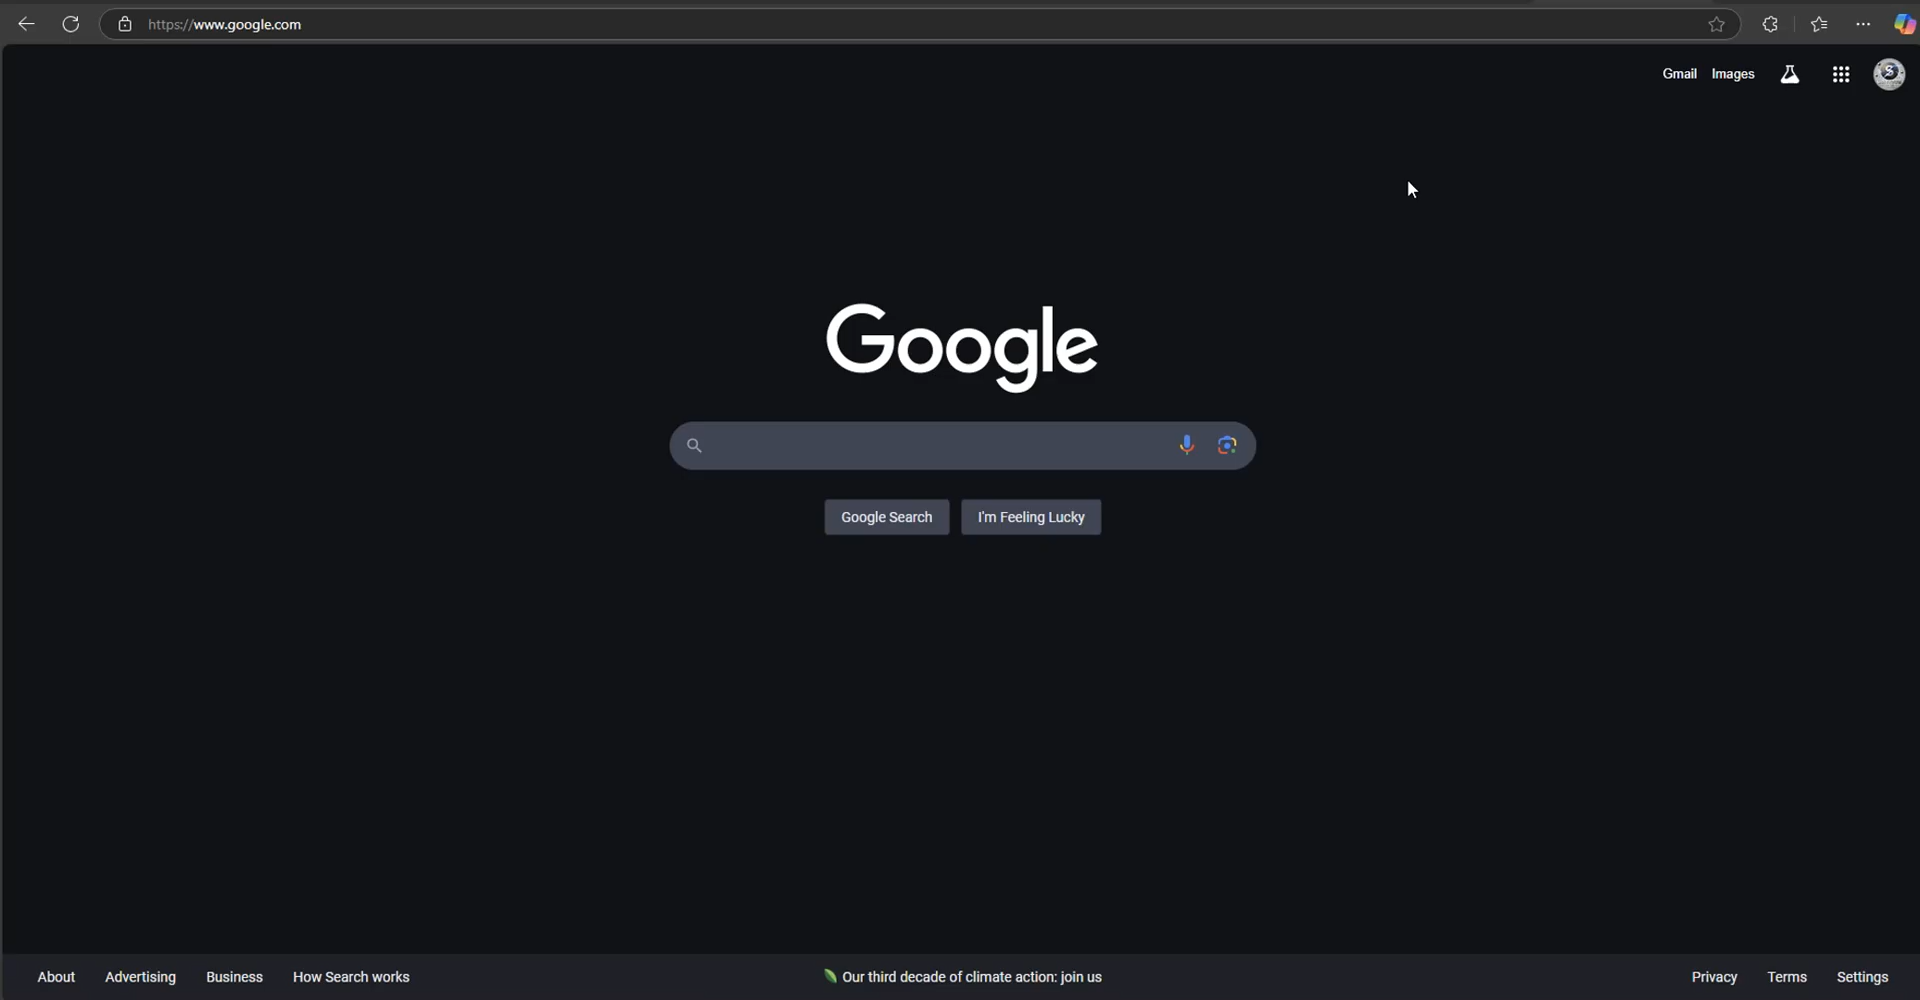 https://www.google.com
Gmail Images
Google
Google Search I'm Feeling Lucky
About Advertising Business How Search works
Our third decade of climate action: join us
Privacy Terms Settings